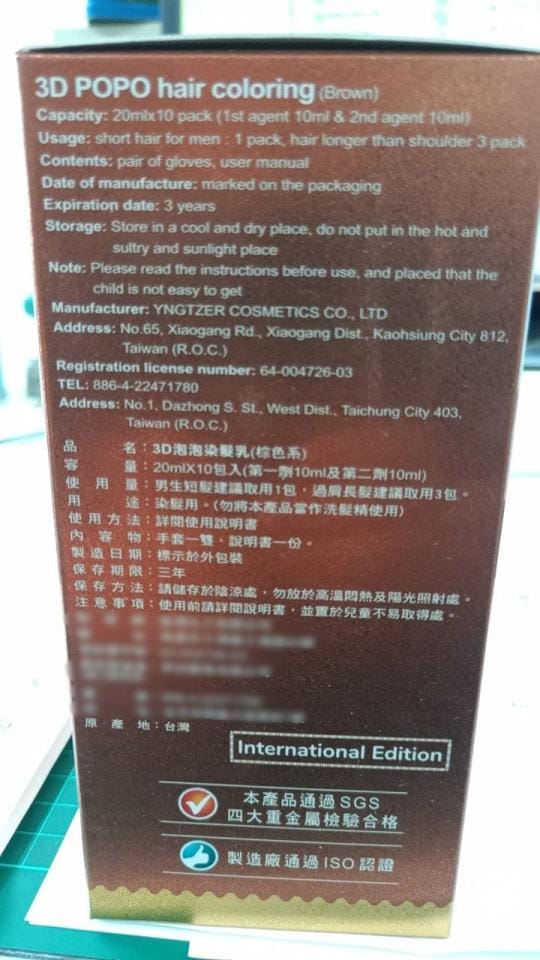 3D POPO hair coloring (Brown)
Capacity: 20mlx10 pack (1st agent 10ml & 2nd agent 10ml)
Usage: short hair for men : 1 pack, hair longer than shoulder 3 pack
Contents: pair of gloves, user manual
Date of manufacture: marked on the packaging
Expiration date: 3 years
Storage: Store in a cool and dry place, do not put in the hot and
sultry and sunlight place
Note: Please read the instructions before use, and placed that the
child is not easy to get
Manufacturer: YNGTZER COSMETICS CO., LTD
Address: No.65, Xiaogang Rd., Xiaogang Dist., Kaohsiung City 812,
Taiwan (R.O.C.)
Registration license number: 64-004726-03
TEL: 886-4-22471780
Address: No.1, Dazhong S. St., West Dist., Taichung City 403,
Taiwan (R.O.C.)
品名：3D泡泡染髮乳(棕色系)
容量：20mlX10包入(第一劑10ml及第二劑10ml)
使用量：男生短髮建議取用1包，過肩長髮建議取用3包。
用途：染髮用。(勿將本產品當作洗髮精使用)
使用方法：詳閱使用說明書
內容物：手套一雙、說明書一份。
製造日期：標示於外包裝
保存期限：三年
保存方法：請儲存於陰涼處，勿放於高溫悶熱及陽光照射處。
注意事項：使用前請詳閱說明書，並置於兒童不易取得處。
原產地：台灣
International Edition
本產品通過SGS
四大重金屬檢驗合格
製造廠通過ISO認證